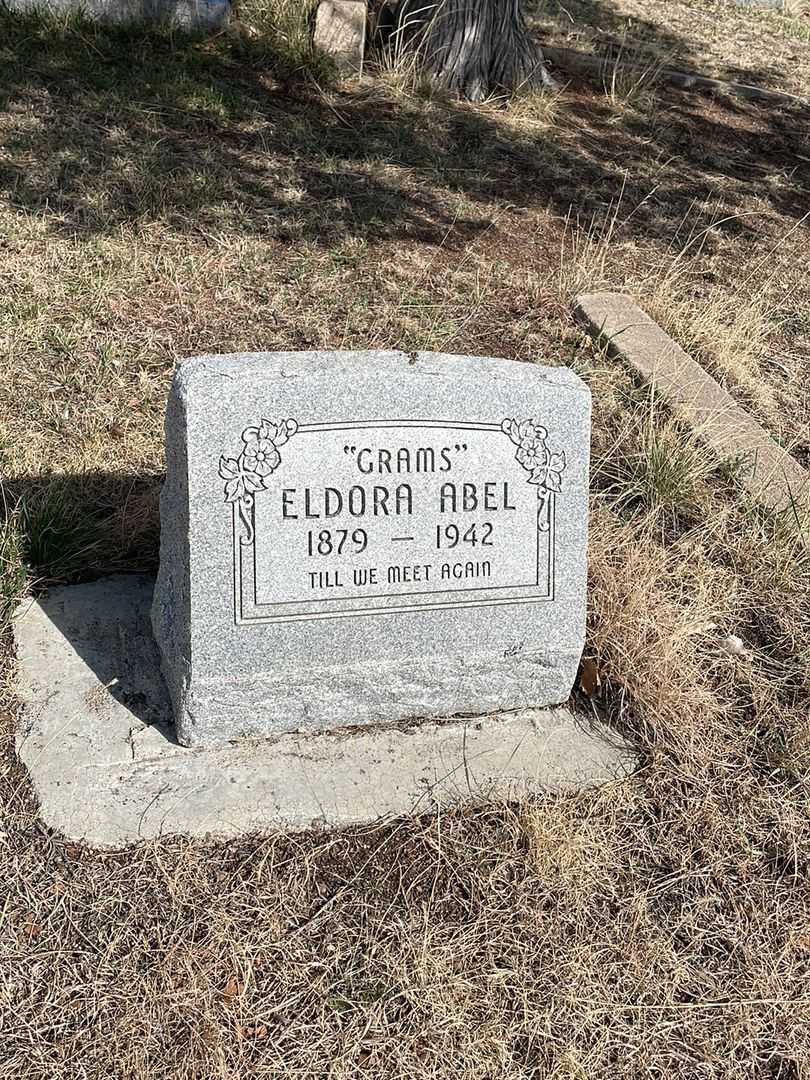 "GRAMS"
ELDORA ABEL
1879 — 1942
TILL WE MEET AGAIN